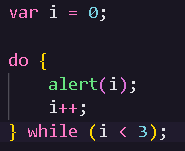 var i = 0;
do {
alert(i);
i++;
} while (i < 3);